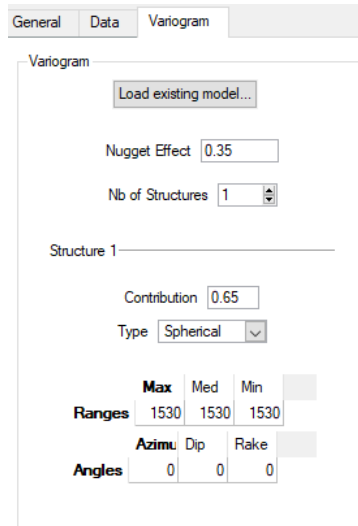 General Data Variogram
Variogram
Load existing model...
Nugget Effect 0.35
Nb of Structures 1
Structure 1
Contribution 0.65
Type Spherical
Max Med Min
Ranges 1530 1530 1530
Azimu Dip Rake
Angles 0 0 0